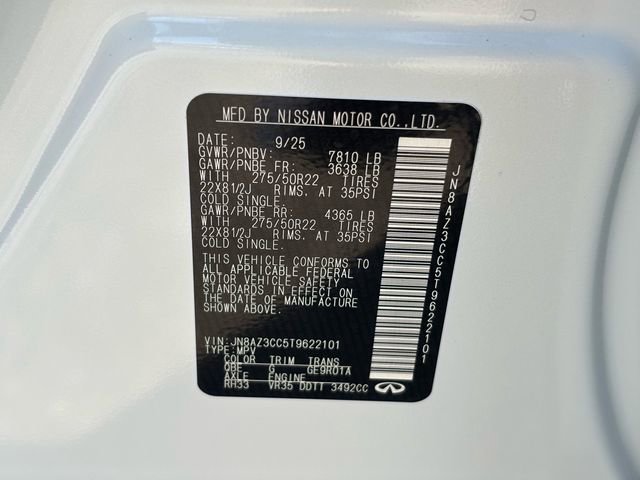 MFD BY NISSAN MOTOR CO.,LTD.
DATE: 9/25
GVWR/PNBV: 7810 LB
GAWR/PNBE FR: 3638 LB
WITH 275/50R22 TIRES
22X81/2J RIMS. AT 35PSI
COLD SINGLE.
GAWR/PNBE RR: 4365 LB
WITH 275/50R22 TIRES
22X81/2J RIMS. AT 35PSI
COLD SINGLE.
THIS VEHICLE CONFORMS TO
ALL APPLICABLE FEDERAL
MOTOR VEHICLE SAFETY
STANDARDS IN EFFECT ON
THE DATE OF MANUFACTURE
SHOWN ABOVE.
VIN:JN8AZ3CC5T9622101
TYPE:MPV
COLOR TRIM TRANS
QBE G GE9R01A
AXLE ENGINE
RH33 VR35 DDTT 3492CC
JN8AZ3CC5T9622101